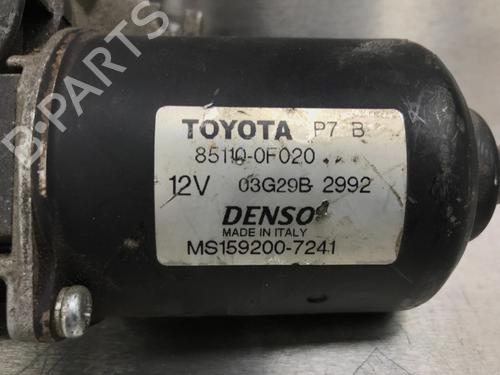 TOYOTA P7 B
85110-0F020
12V 03G29B 2992
DENSO
MADE IN ITALY
MS159200-7241
B-PARTS